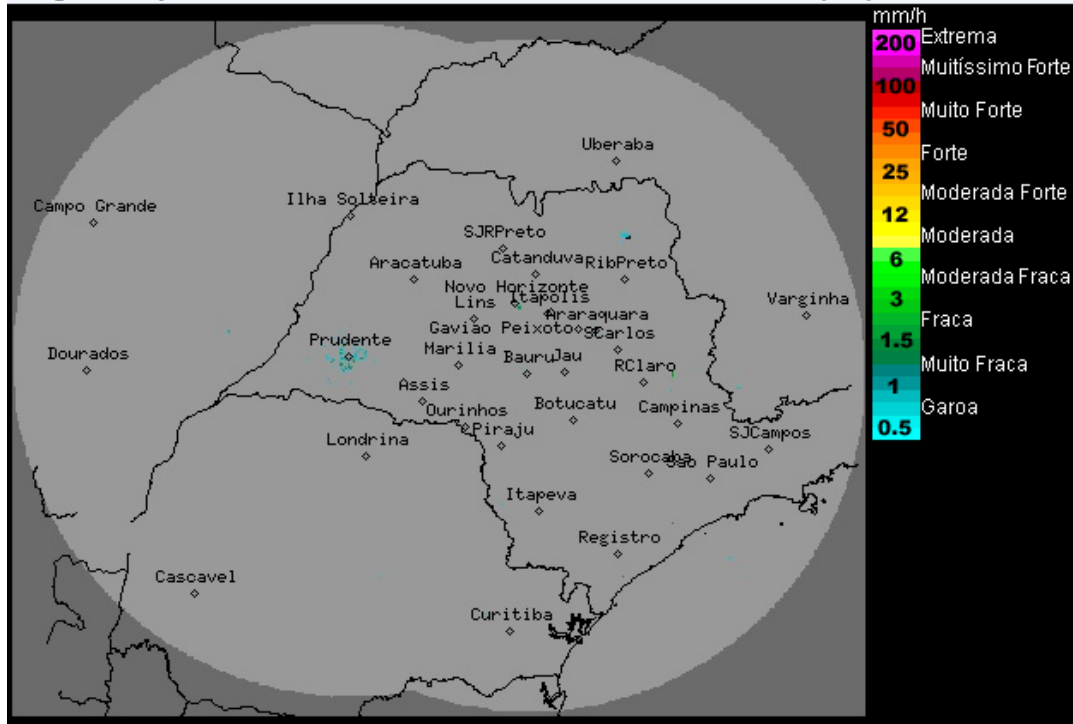 mm/h
200 Extrema
Muitíssimo Forte
100
Muito Forte
50
Forte
25
Moderada Forte
12
Moderada
6
Moderada Fraca
3
Fraca
1.5
Muito Fraca
1
Garoa
0.5
Uberaba
Campo Grande
Ilha Solteira
SJRPreto
Aracatuba
Catanduva
RibPreto
Novo Horizonte
Lins
Itapolis
Varginha
Araraquara
Gavião Peixoto
SCarlos
Prudente
Dourados
Marilia
Bauru
Jau
RClaro
Assis
Ourinhos
Botucatu
Campinas
Piraju
SJCampos
Londrina
Sorocaba
Sao Paulo
Itapeva
Registro
Cascavel
Curitiba